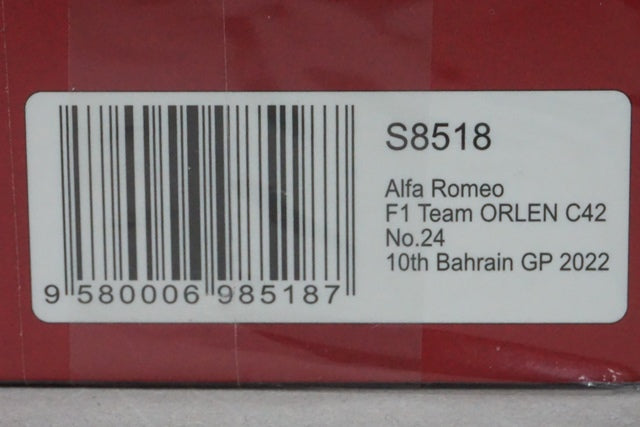 S8518
Alfa Romeo
F1 Team ORLEN C42
No.24
10th Bahrain GP 2022
9 580006 985187